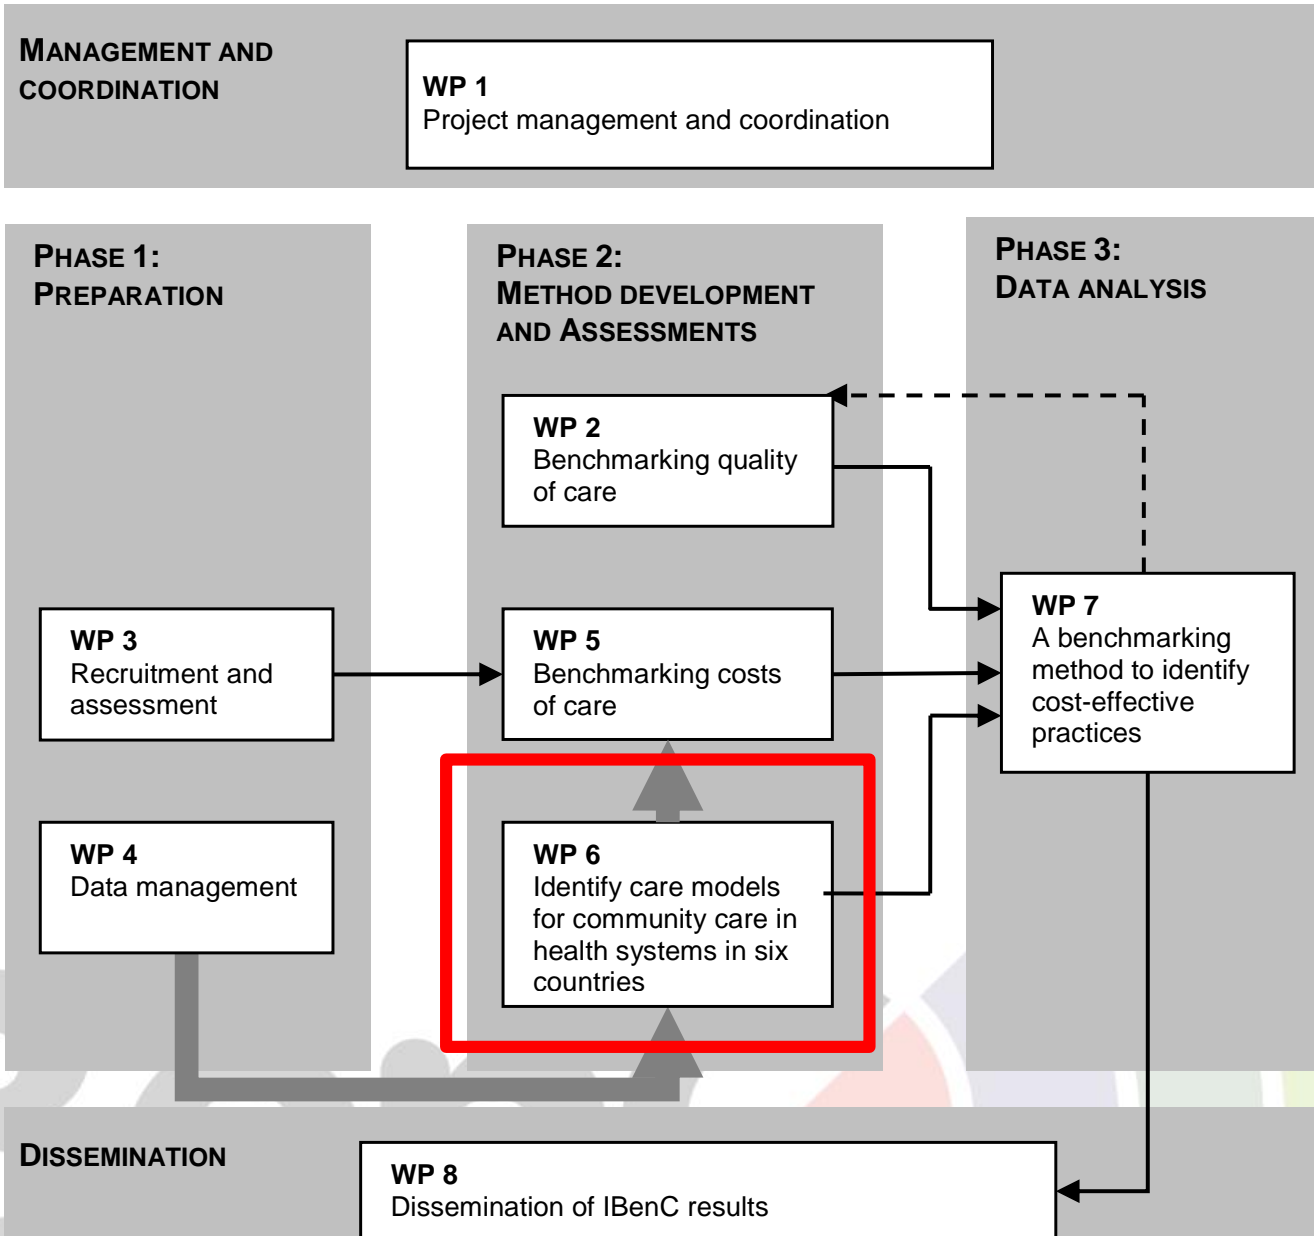 MANAGEMENT AND
COORDINATION
WP 1
Project management and coordination
PHASE 1:
PREPARATION
PHASE 2:
METHOD DEVELOPMENT
AND ASSESSMENTS
PHASE 3:
DATA ANALYSIS
WP 2
Benchmarking quality
of care
WP 3
Recruitment and
assessment
WP 5
Benchmarking costs
of care
WP 7
A benchmarking
method to identify
cost-effective
practices
WP 4
Data management
WP 6
Identify care models
for community care in
health systems in six
countries
DISSEMINATION
WP 8
Dissemination of IBenC results